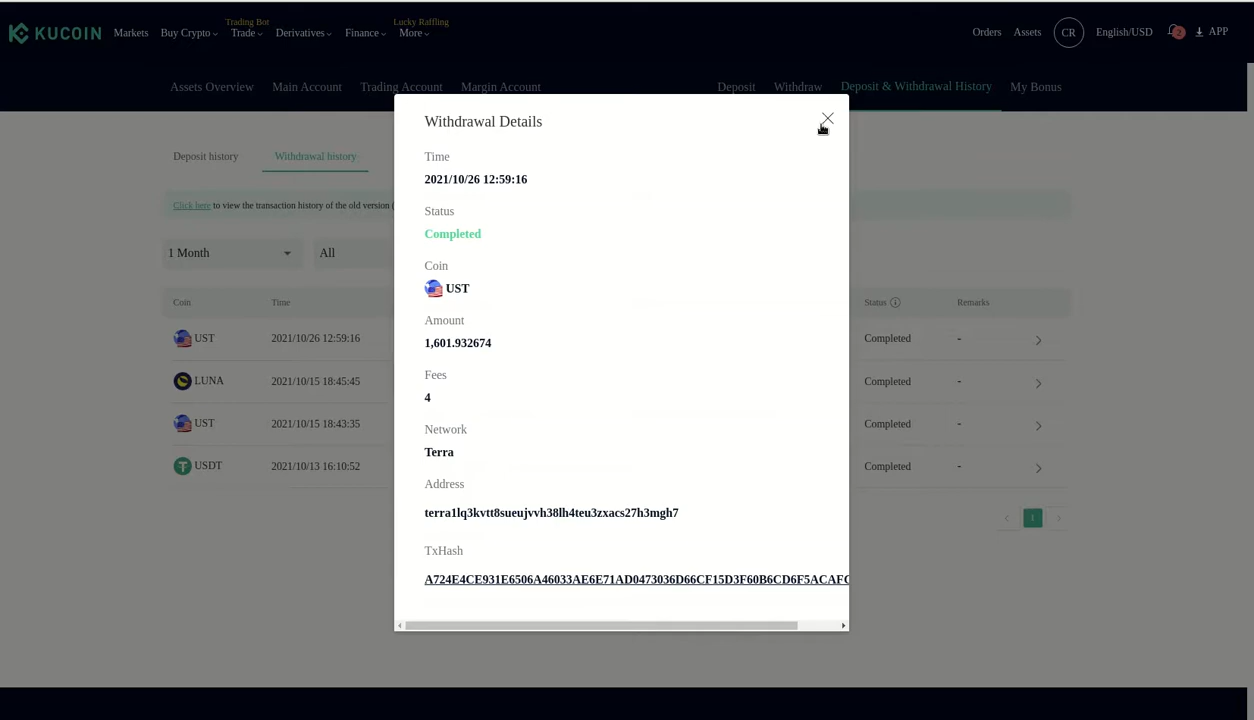 KUCOIN
Markets
Buy Crypto
Trading Bot
Trade
Derivatives
Finance
Lucky Raffling
More
Orders
Assets
CR
English/USD
2
APP
Assets Overview
Main Account
Trading Account
Margin Account
Deposit
Withdraw
Deposit & Withdrawal History
My Bonus
Deposit history
Withdrawal history
Click here to view the transaction history of the old version (
1 Month
All
Coin Time Status Remarks
UST 2021/10/26 12:59:16 Completed -
LUNA 2021/10/15 18:45:45 Completed -
UST 2021/10/15 18:43:35 Completed -
USDT 2021/10/13 16:10:52 Completed -
1
Withdrawal Details
Time
2021/10/26 12:59:16
Status
Completed
Coin
UST
Amount
1,601.932674
Fees
4
Network
Terra
Address
terra1lq3kvtt8sueujvvh38lh4teu3zxacs27h3mgh7
TxHash
A724E4CE931E6506A46033AE6E71AD0473036D66CF15D3F60B6CD6F5ACAFC